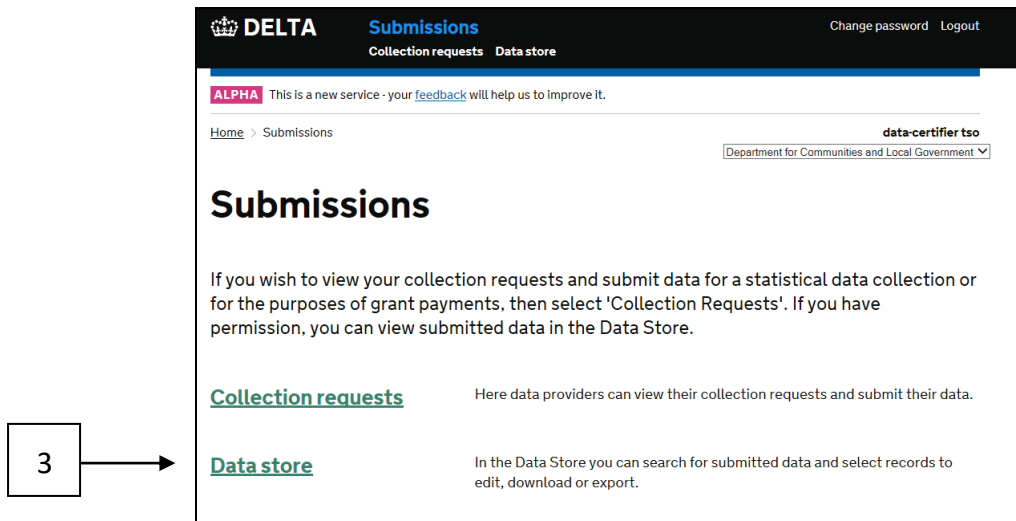 DELTA
Submissions
Change password Logout
Collection requests Data store
ALPHA This is a new service - your feedback will help us to improve it.
Home > Submissions
data-certifier tso
Department for Communities and Local Government
Submissions
If you wish to view your collection requests and submit data for a statistical data collection or
for the purposes of grant payments, then select 'Collection Requests'. If you have
permission, you can view submitted data in the Data Store.
Collection requests
Here data providers can view their collection requests and submit their data.
3
Data store
In the Data Store you can search for submitted data and select records to
edit, download or export.